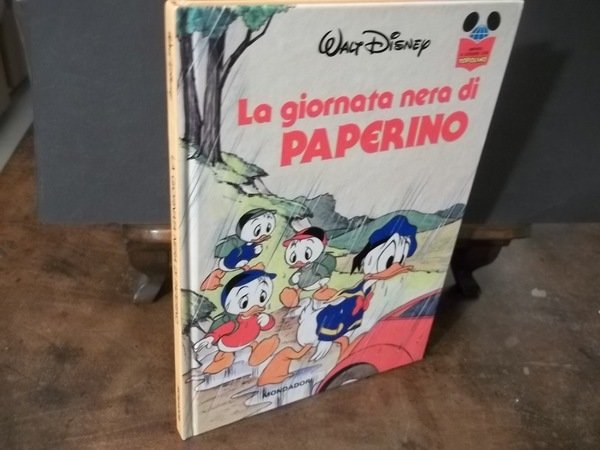 WALT DISNEY
La giornata nera di
PAPERINO
MONDADORI